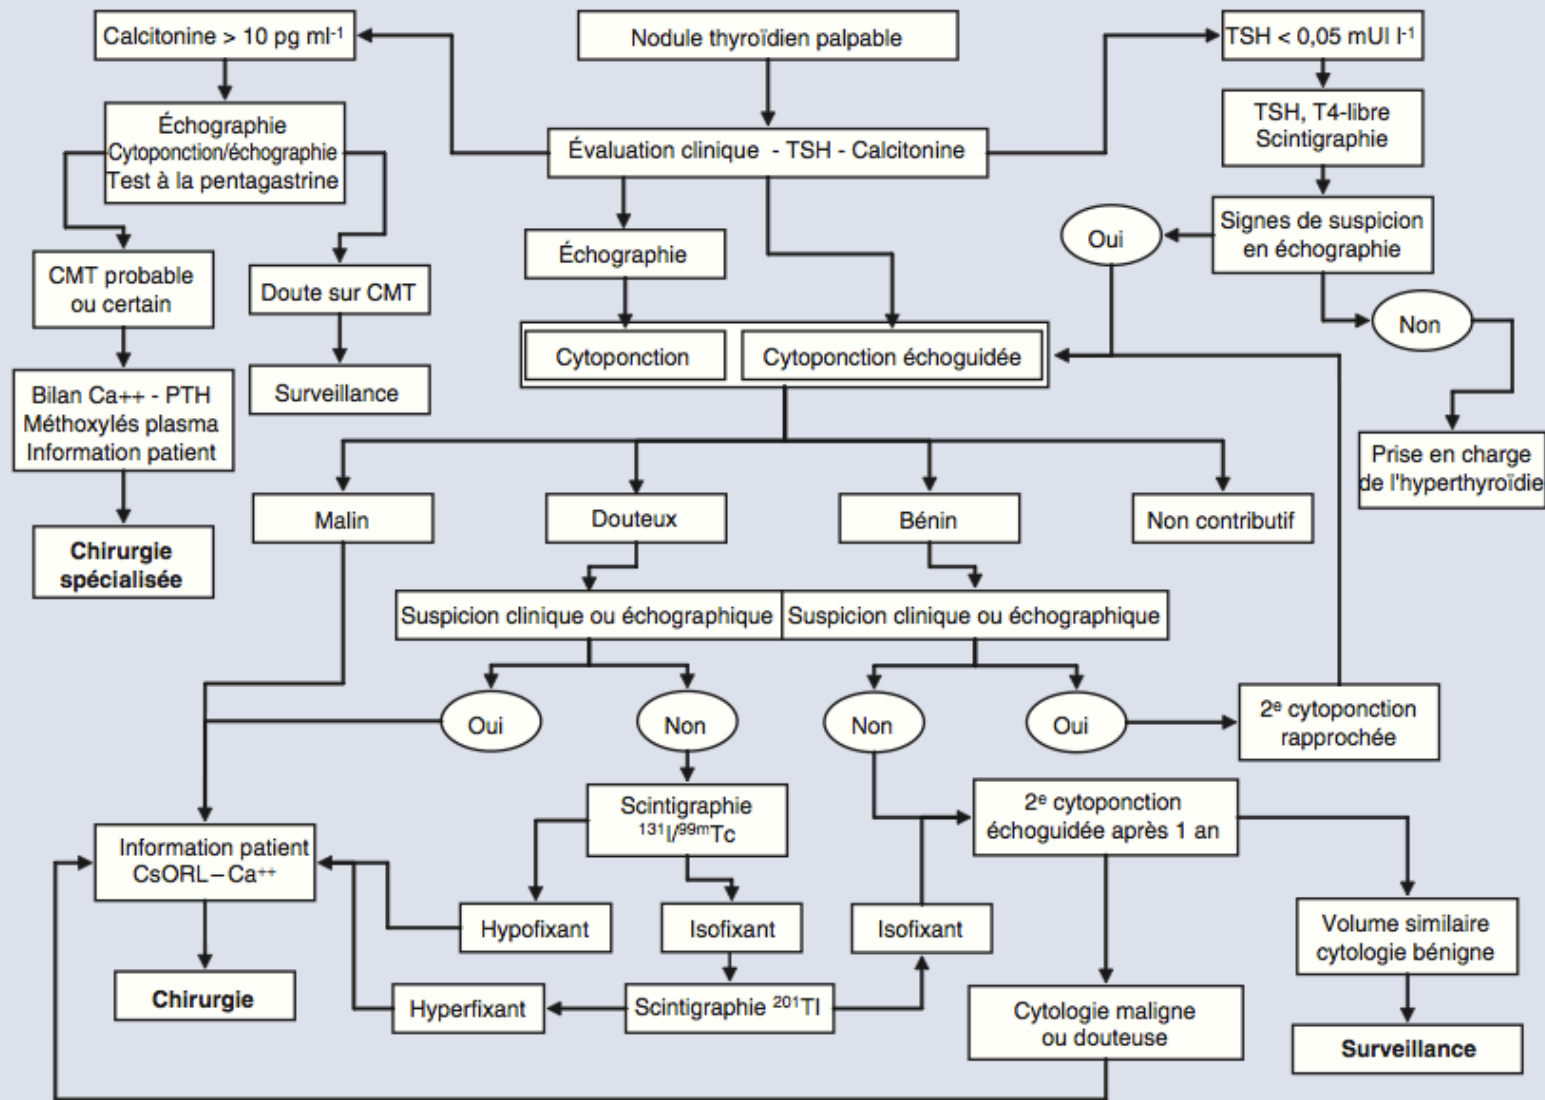 Calcitonine > 10 pg ml⁻¹
Nodule thyroïdien palpable
TSH < 0,05 mUI l⁻¹
Échographie
Cytoponction/échographie
Test à la pentagastrine
Évaluation clinique - TSH - Calcitonine
TSH, T4-libre
Scintigraphie
Signes de suspicion
en échographie
Oui
Échographie
CMT probable
ou certain
Doute sur CMT
Non
Cytoponction
Cytoponction échoguidée
Bilan Ca++ - PTH
Méthoxylés plasma
Information patient
Surveillance
Prise en charge
de l'hyperthyroïdie
Malin
Douteux
Bénin
Non contributif
Chirurgie
spécialisée
Suspicion clinique ou échographique
Suspicion clinique ou échographique
Oui
Non
Non
Oui
2ᵉ cytoponction
rapprochée
Scintigraphie
¹³¹I/⁹⁹ᵐTc
2ᵉ cytoponction
échoguidée après 1 an
Information patient
CsORL–Ca⁺⁺
Hypofixant
Isofixant
Isofixant
Volume similaire
cytologie bénigne
Chirurgie
Hyperfixant
Scintigraphie ²⁰¹Tl
Cytologie maligne
ou douteuse
Surveillance